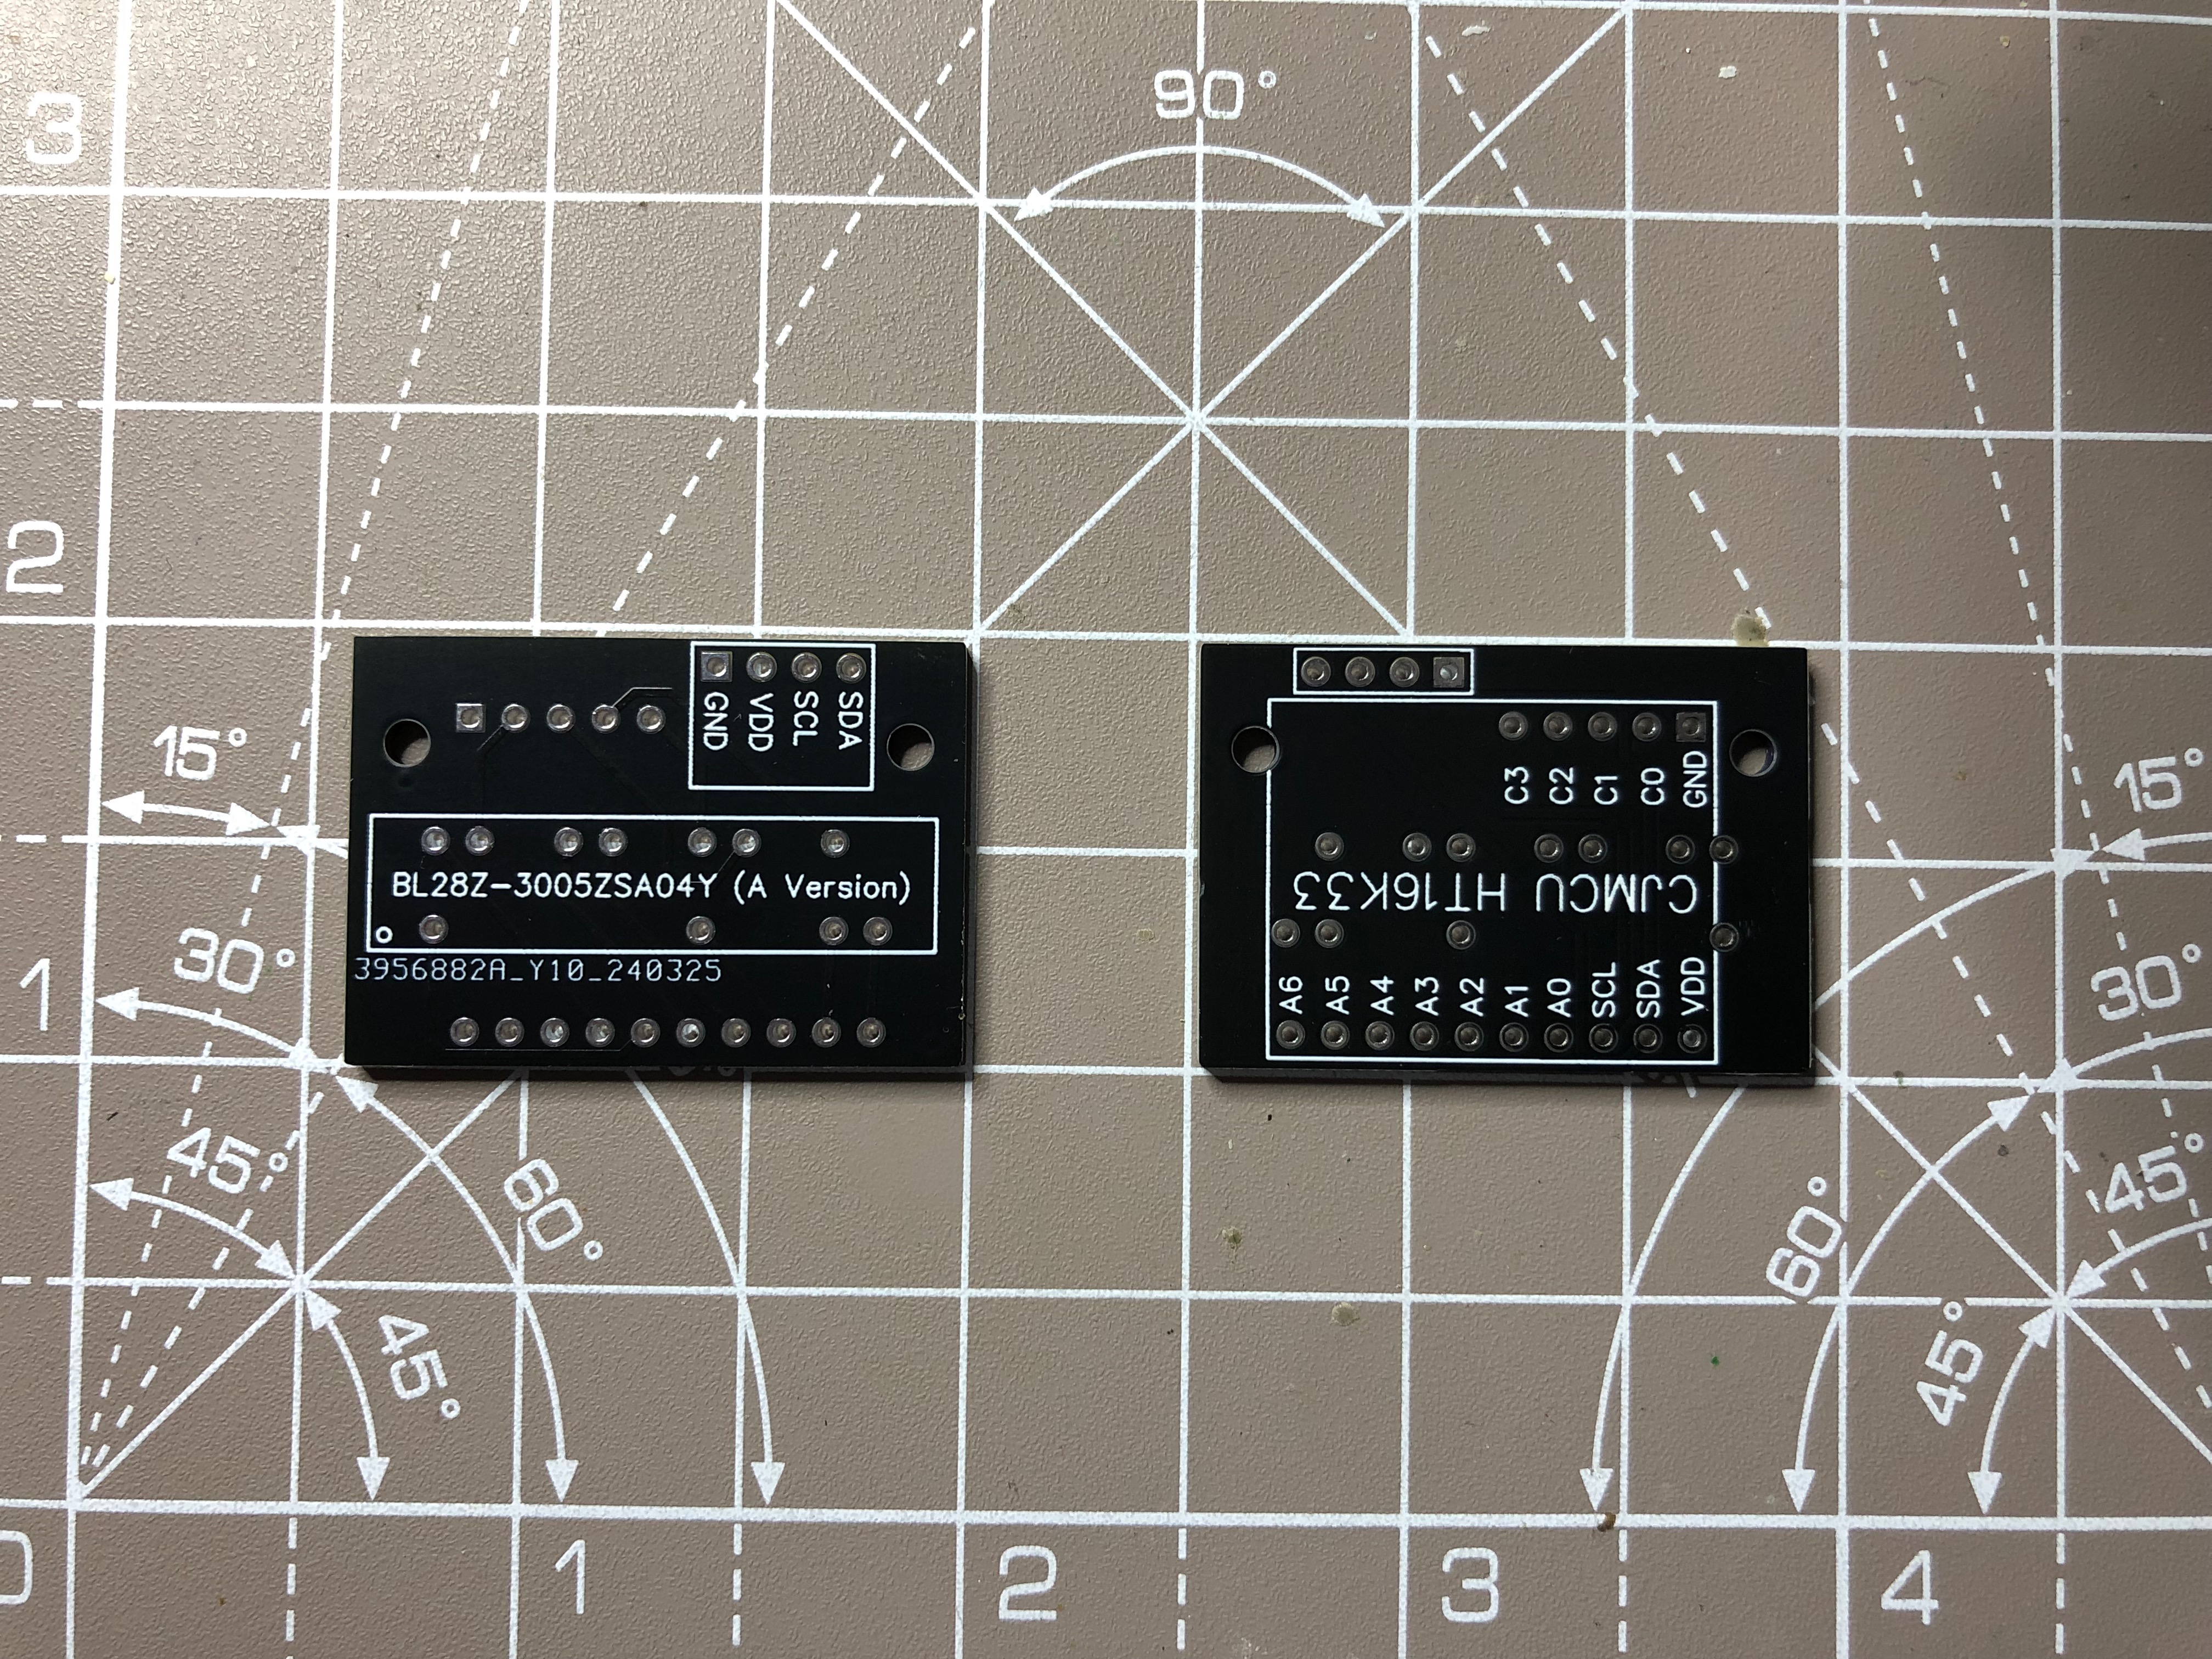 90°
3
2
GND
VDD
SCL
SDA
BL28Z-3005ZSA04Y (A Version)
3956882A_Y10_240325
C3
C2
C1
C0
GND
CJMCU HT16K33
A6
A5
A4
A3
A2
A1
A0
SCL
SDA
VDD
15°
15°
1
30°
30°
45°
60°
60°
45°
45°
45°
0
1
2
3
4